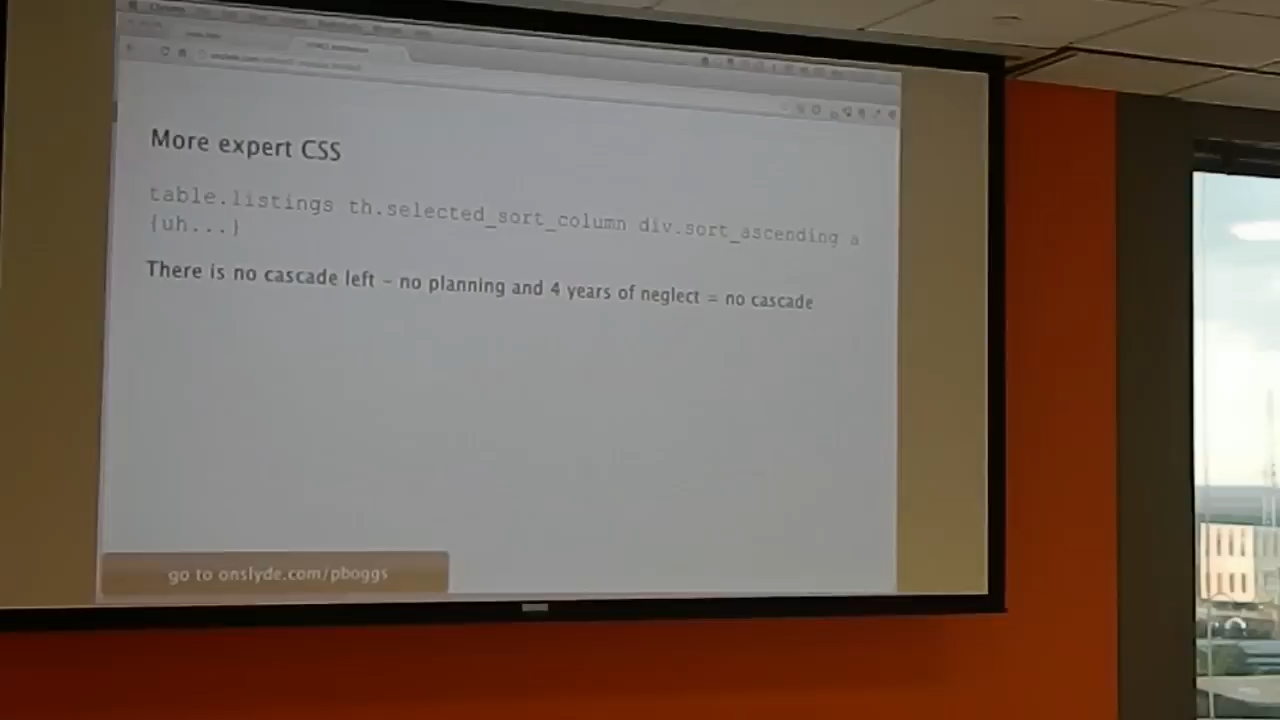 More expert CSS
table.listings th.selected_sort_column div.sort_ascending a
{uh...}
There is no cascade left - no planning and 4 years of neglect = no cascade
go to onslyde.com/pboggs